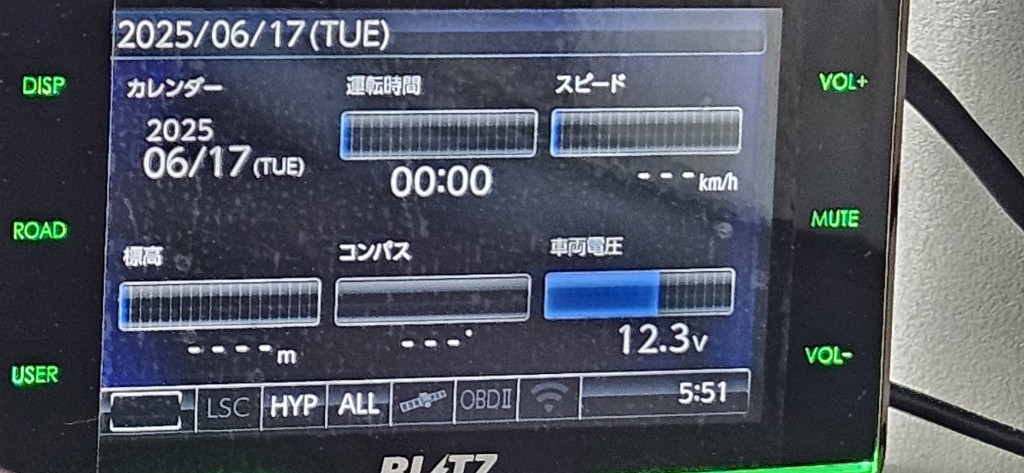 2025/06/17(TUE)
DISP
カレンダー 運転時間 スピード
VOL+
2025
06/17(TUE)
00:00
---km/h
ROAD
MUTE
標高 コンパス 車両電圧
----m
---°
12.3v
USER
VOL-
LSC HYP ALL OBDⅡ 5:51
BLITZ